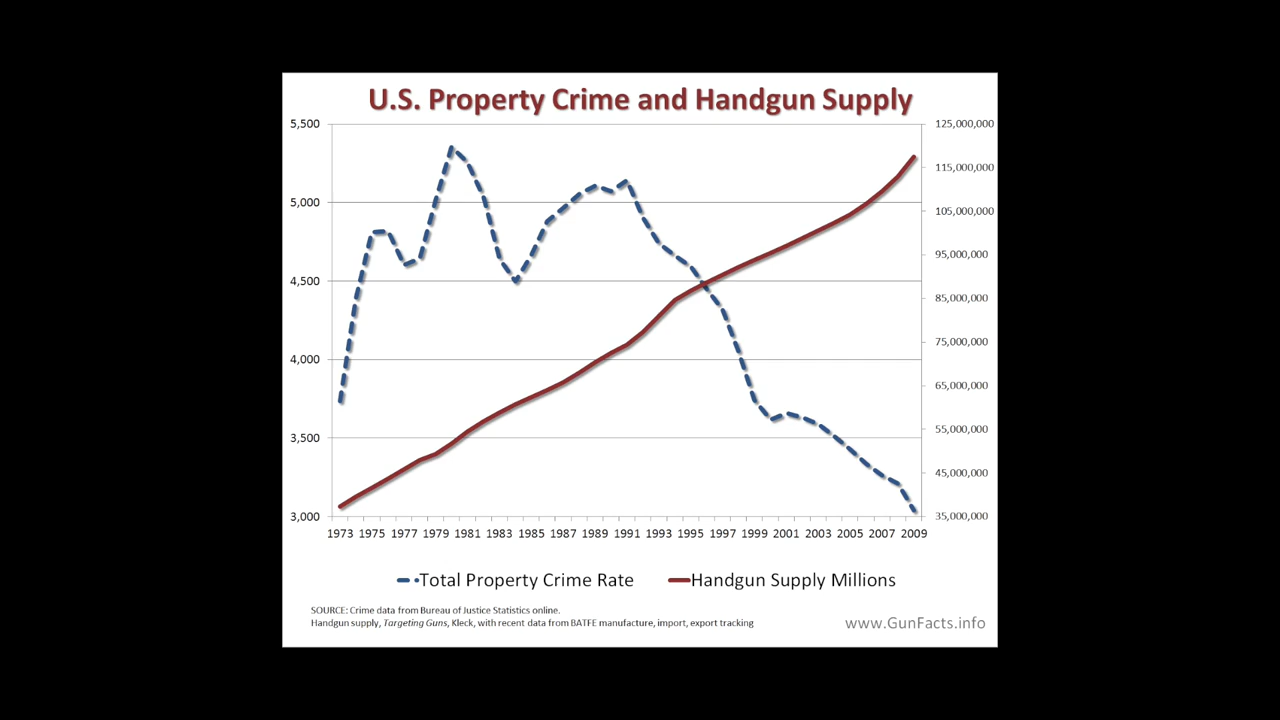 U.S. Property Crime and Handgun Supply
5,500
5,000
4,500
4,000
3,500
3,000
125,000,000
115,000,000
105,000,000
95,000,000
85,000,000
75,000,000
65,000,000
55,000,000
45,000,000
35,000,000
1973 1975 1977 1979 1981 1983 1985 1987 1989 1991 1993 1995 1997 1999 2001 2003 2005 2007 2009
Total Property Crime Rate Handgun Supply Millions
SOURCE: Crime data from Bureau of Justice Statistics online.
Handgun supply, Targeting Guns, Kleck, with recent data from BATFE manufacture, import, export tracking
www.GunFacts.info